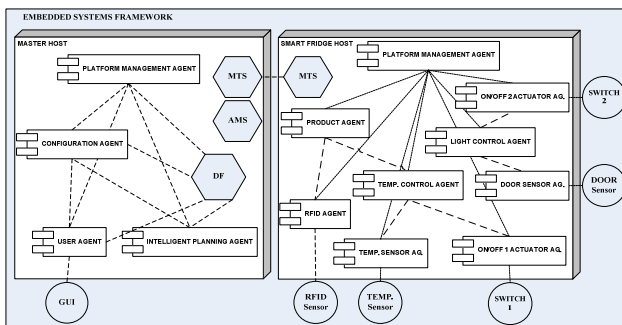 EMBEDDED SYSTEMS FRAMEWORK
MASTER HOST
PLATFORM MANAGEMENT AGENT
MTS
AMS
CONFIGURATION AGENT
DF
USER AGENT
INTELLIGENT PLANNING AGENT
GUI
SMART FRIDGE HOST
PLATFORM MANAGEMENT AGENT
MTS
ON/OFF 2 ACTUATOR AG.
SWITCH
2
PRODUCT AGENT
LIGHT CONTROL AGENT
TEMP. CONTROL AGENT
DOOR SENSOR AG.
DOOR
Sensor
RFID AGENT
TEMP. SENSOR AG.
ON/OFF 1 ACTUATOR AG.
RFID
Sensor
TEMP.
Sensor
SWITCH
1